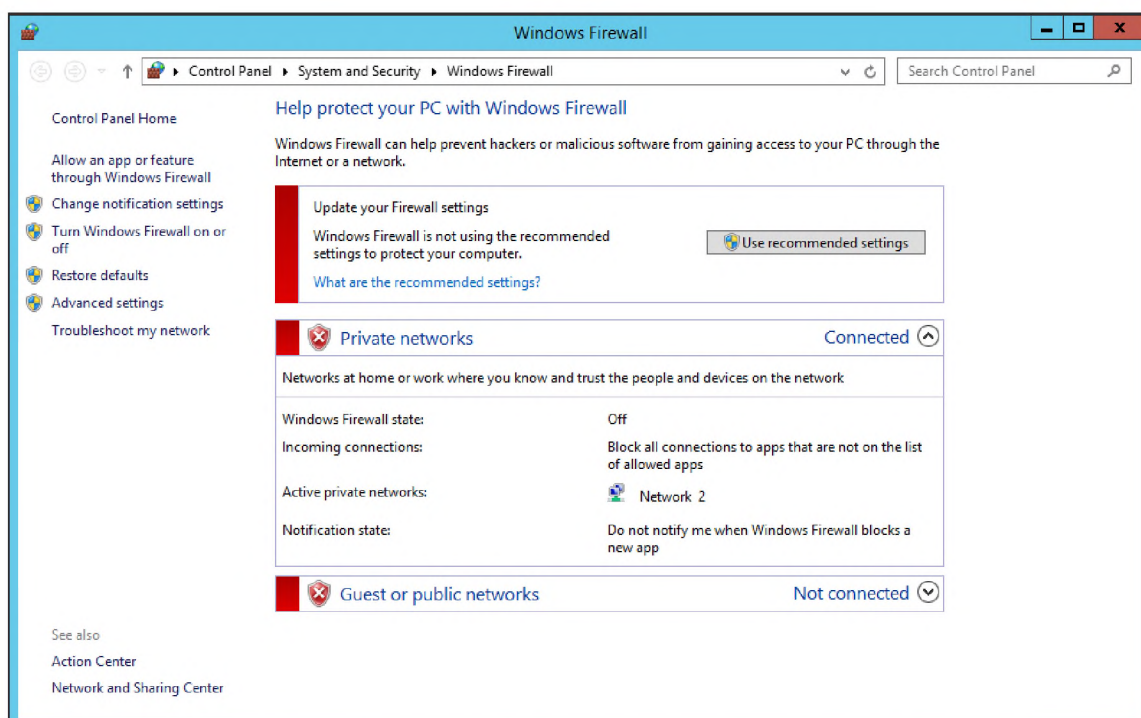 Windows Firewall
Control Panel ▸ System and Security ▸ Windows Firewall
Search Control Panel
Control Panel Home
Allow an app or feature
through Windows Firewall
Change notification settings
Turn Windows Firewall on or
off
Restore defaults
Advanced settings
Troubleshoot my network
See also
Action Center
Network and Sharing Center
Help protect your PC with Windows Firewall
Windows Firewall can help prevent hackers or malicious software from gaining access to your PC through the
Internet or a network.
Update your Firewall settings
Windows Firewall is not using the recommended
settings to protect your computer.
Use recommended settings
What are the recommended settings?
Private networks
Connected
Networks at home or work where you know and trust the people and devices on the network
Windows Firewall state:
Off
Incoming connections:
Block all connections to apps that are not on the list
of allowed apps
Active private networks:
Network 2
Notification state:
Do not notify me when Windows Firewall blocks a
new app
Guest or public networks
Not connected